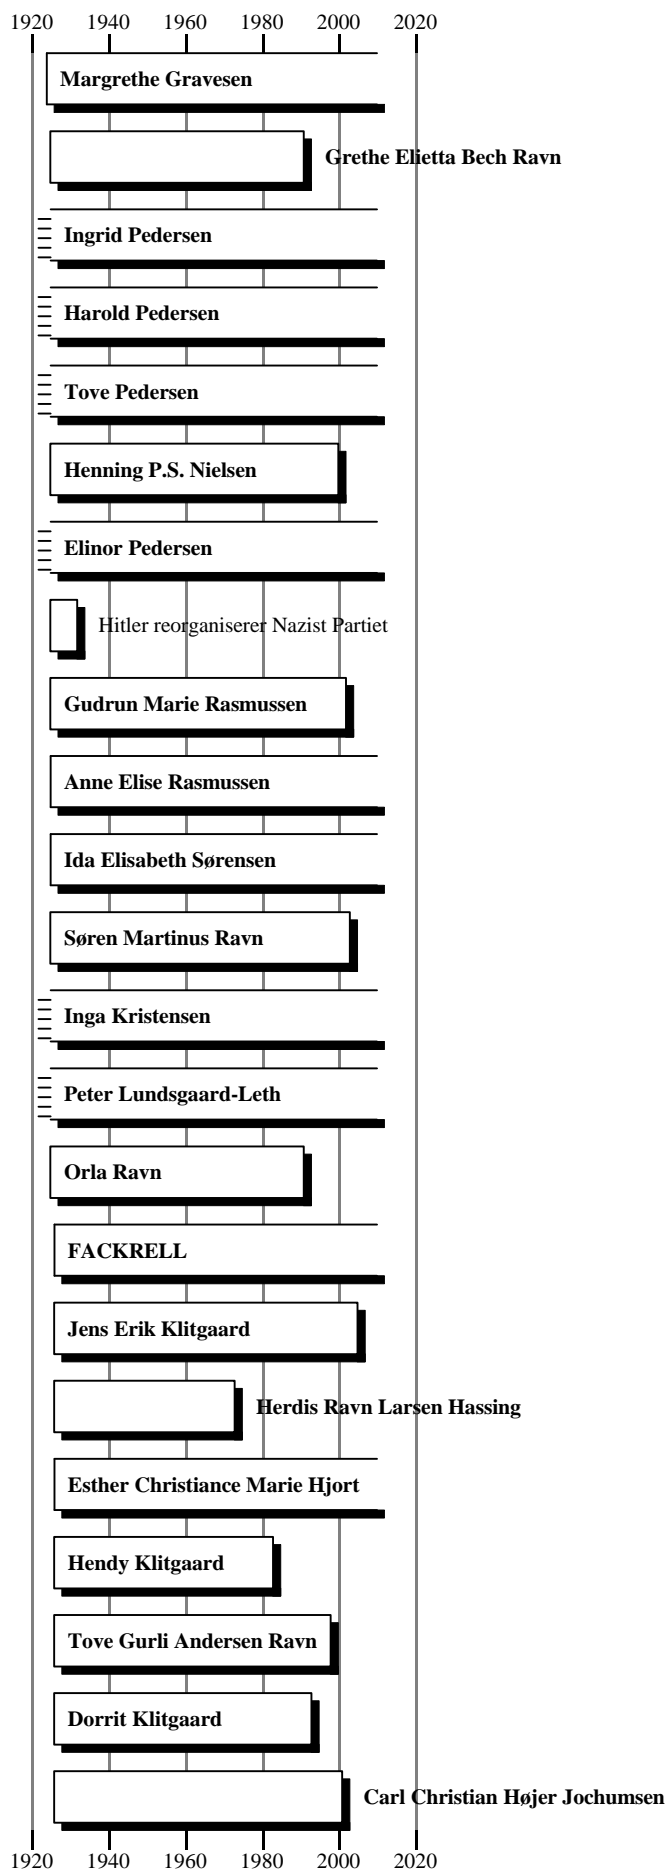 1920 1940 1960 1980 2000 2020
Margrethe Gravesen
Grethe Elietta Bech Ravn
Ingrid Pedersen
Harold Pedersen
Tove Pedersen
Henning P.S. Nielsen
Elinor Pedersen
Hitler reorganiserer Nazist Partiet
Gudrun Marie Rasmussen
Anne Elise Rasmussen
Ida Elisabeth Sørensen
Søren Martinus Ravn
Inga Kristensen
Peter Lundsgaard-Leth
Orla Ravn
FACKRELL
Jens Erik Klitgaard
Herdis Ravn Larsen Hassing
Esther Christiance Marie Hjort
Hendy Klitgaard
Tove Gurli Andersen Ravn
Dorrit Klitgaard
Carl Christian Højer Jochumsen
1920 1940 1960 1980 2000 2020